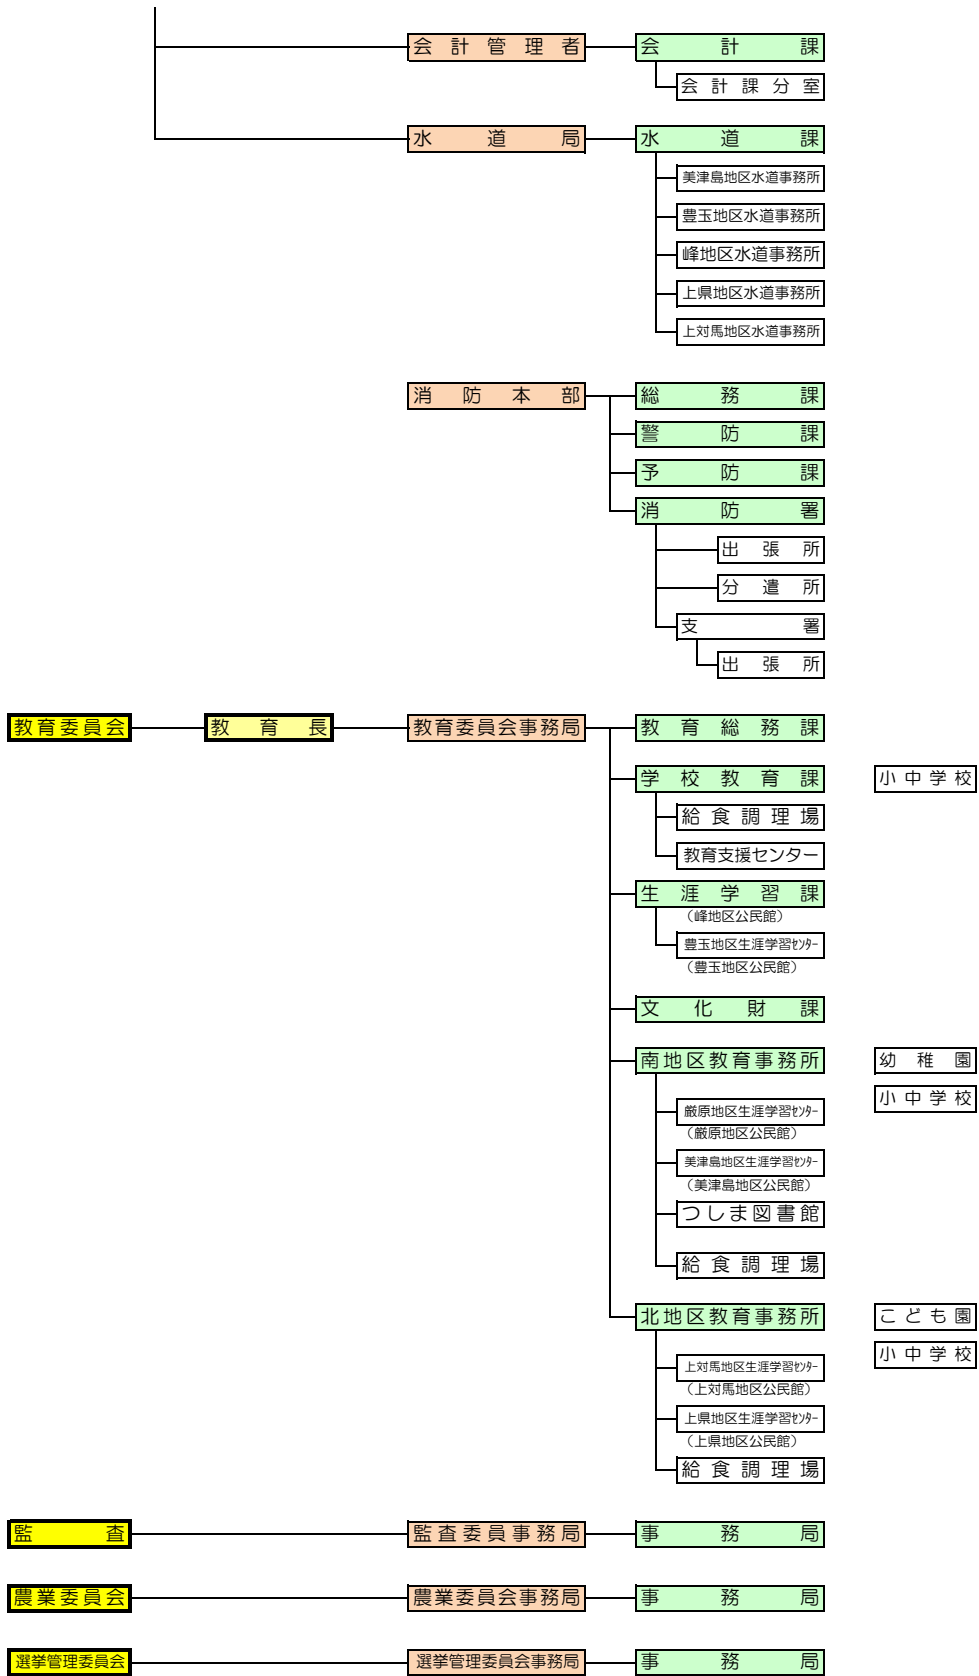 会計管理者 会計課
会計課分室
水道局 水道課
美津島地区水道事務所
豊玉地区水道事務所
峰地区水道事務所
上県地区水道事務所
上対馬地区水道事務所
消防本部 総務課
警防課
予防課
消防署
出張所
分遣所
支署
出張所
教育委員会 教育長 教育委員会事務局 教育総務課
学校教育課 小中学校
給食調理場
教育支援センター
生涯学習課
（峰地区公民館）
豊玉地区生涯学習ｾﾝﾀｰ
（豊玉地区公民館）
文化財課
南地区教育事務所 幼稚園
小中学校
厳原地区生涯学習ｾﾝﾀｰ
（厳原地区公民館）
美津島地区生涯学習ｾﾝﾀｰ
（美津島地区公民館）
つしま図書館
給食調理場
北地区教育事務所 こども園
小中学校
上対馬地区生涯学習ｾﾝﾀｰ
（上対馬地区公民館）
上県地区生涯学習ｾﾝﾀｰ
（上県地区公民館）
給食調理場
監査 監査委員事務局 事務局
農業委員会 農業委員会事務局 事務局
選挙管理委員会 選挙管理委員会事務局 事務局